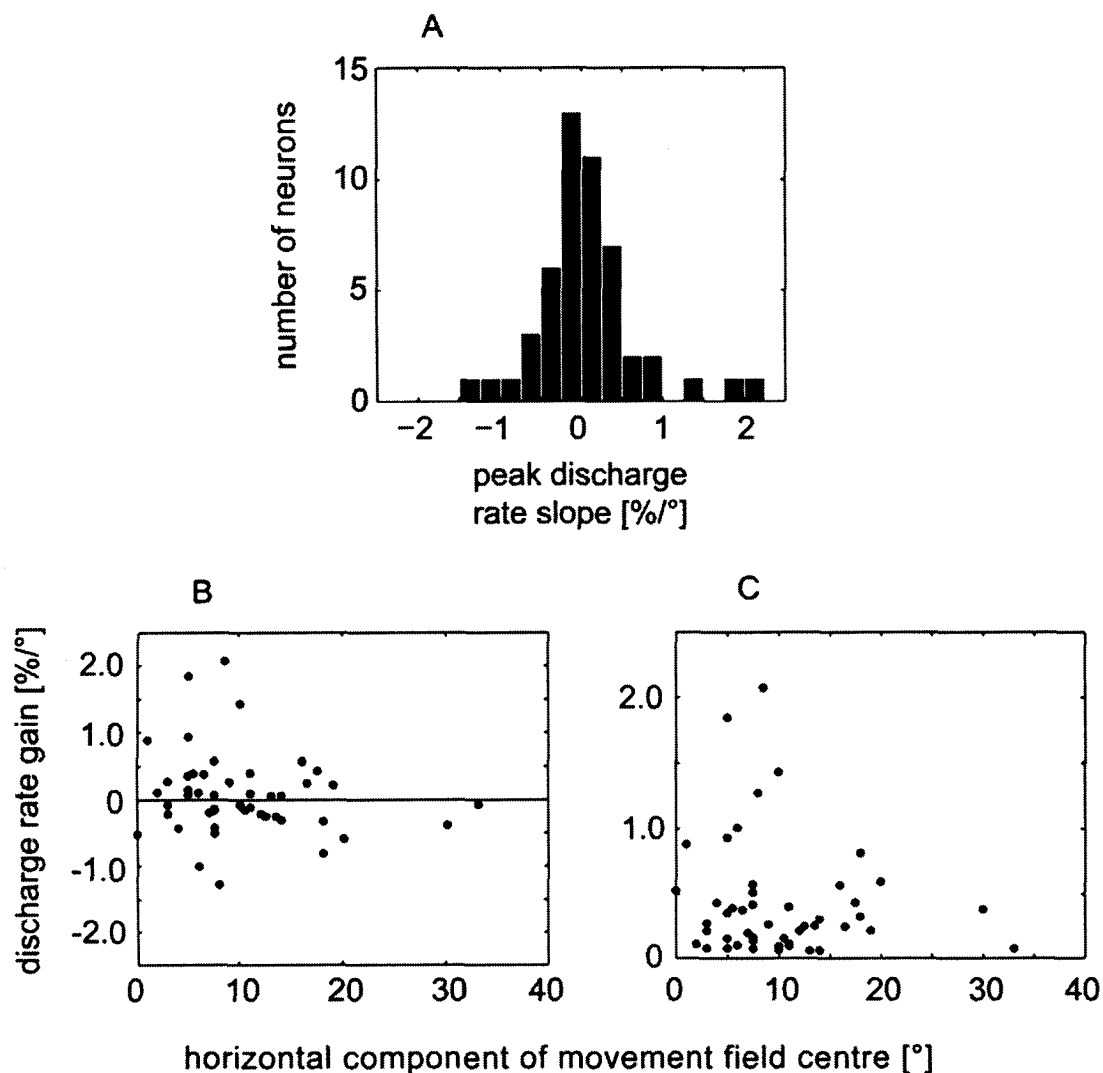 A
15
10
5
0
number of neurons
−2 −1 0 1 2
peak discharge
rate slope [%/°]
B
2.0
1.0
0
-1.0
-2.0
discharge rate gain [%/°]
0 10 20 30 40
C
2.0
1.0
0
0 10 20 30 40
horizontal component of movement field centre [°]